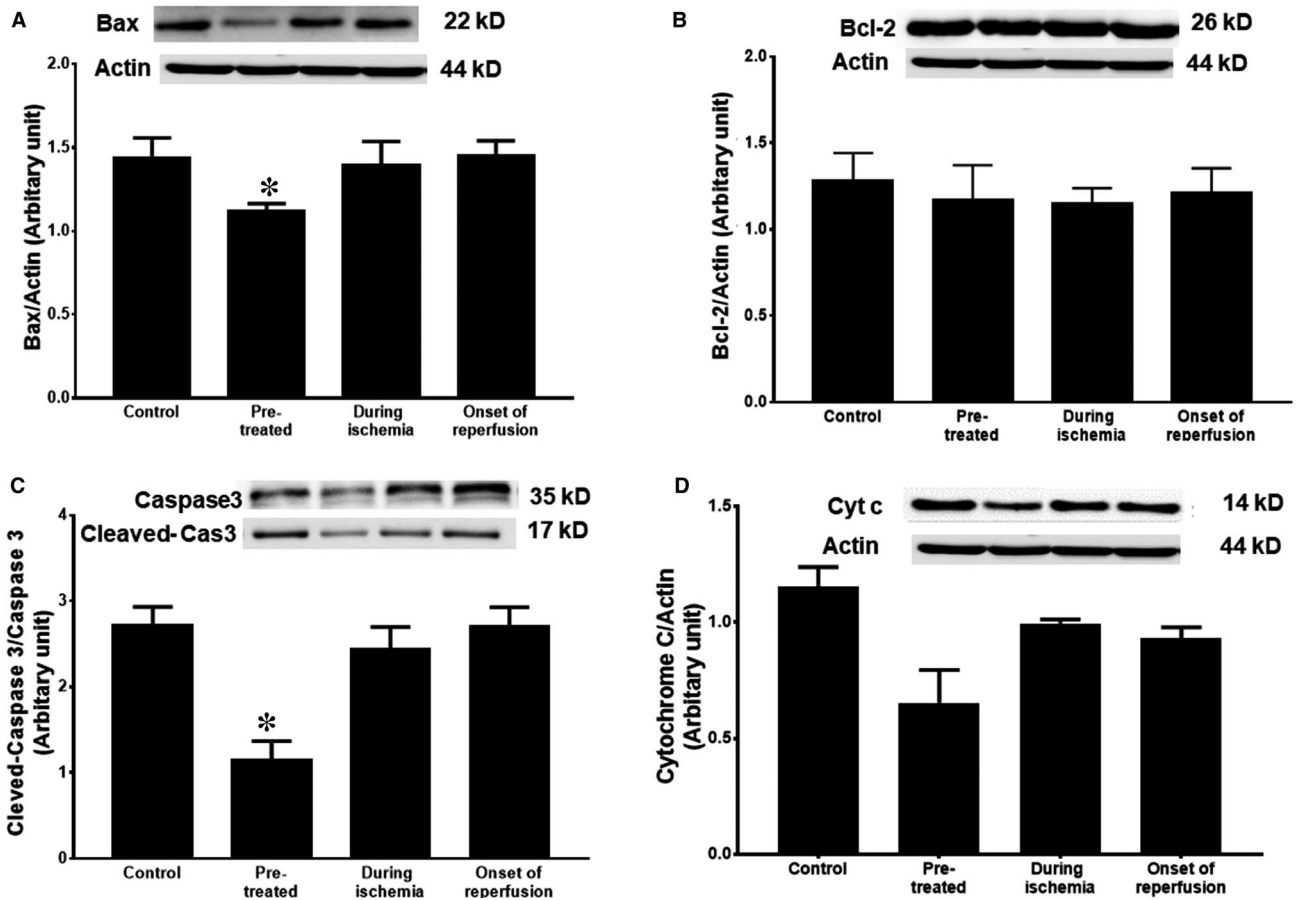 A
Bax
22 kD
Actin
44 kD
2.0
1.5
1.0
0.5
0.0
Bax/Actin (Arbitary unit)
*
Control
Pre-
treated
During
ischemia
Onset of
reperfusion
B
Bcl-2
26 kD
Actin
44 kD
2.0
1.5
1.0
0.5
0.0
Bcl-2/Actin (Arbitary unit)
Control
Pre-
treated
During
ischemia
Onset of
reperfusion
C
Caspase3
35 kD
Cleaved-Cas3
17 kD
4
3
2
1
0
Cleved-Caspase 3/Caspase 3
(Arbitary unit)
*
Control
Pre-
treated
During
ischemia
Onset of
reperfusion
D
Cyt c
14 kD
Actin
44 kD
1.5
1.0
0.5
0.0
Cytochrome C/Actin
(Arbitary unit)
Control
Pre-
treated
During
ischemia
Onset of
reperfusion